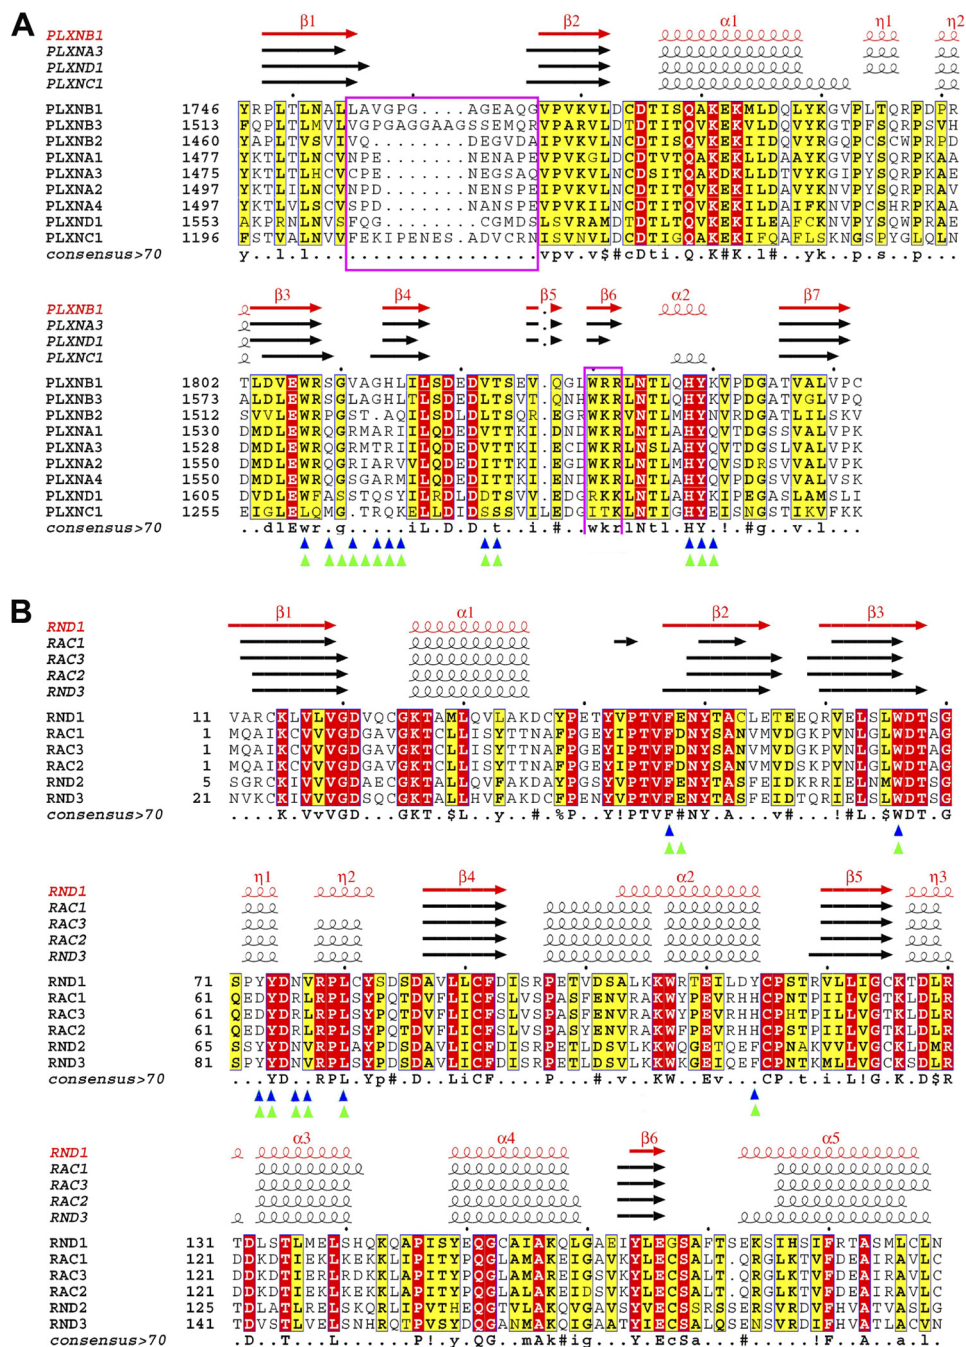 A
β1 β2 α1 η1 η2
PLXNB1
PLXNA3
PLXND1
PLXNC1
PLXNB1 1746 YRPLTLNALLAVGPG....AGEAQGVPVKVLDCDTISQAKEKMLDQLYKGVPLTQRPDPR
PLXNB3 1513 FQPLTLMVLVGPGAGGAAGSSEMQRVPARVLDTDTITQVKEKVLDQVYKGTPFSQRPSVH
PLXNB2 1460 YAPLTVSVIVQ........DEGVDAIPVKVLNCDTISQVKEKIIDQVYRGQPCSCWPRPD
PLXNA1 1477 YKTLTLNCVNPE.......NENAPEVPVKGLDCDTVTQAKEKLLDAAYKGVPYSQRPKAA
PLXNA3 1475 YKTLTLHCVCPE.......NEGSAQVPVKVLNCDSITQAKDKLLDTVYKGIPYSQRPKAE
PLXNA2 1497 YKTLILNCVNPD.......NENSPEVPVKVLNCDTITQVKEKILDAVYKNVPYSQRPRAV
PLXNA4 1497 YKTLVLSCVSPD.......NANSPEVPVKILNCDTITQVKEKILDAIFKNVPCSHRPKAA
PLXND1 1553 AKPRNLNVSFQG.......CGMDSLSVRAMDTDTLTQVKEKILEAFCKNVPYSQWPRAE
PLXNC1 1196 FSTVALNVVFEKIPENES.ADVCRNISVNVLDCDTIGQAKEKIFQAFLSKNGSPYGLQLN
consensus>70 y..l.l....................vpv.v$#cDti.Q.K#K.l#..yk..p.s..p...
β3 β4 β5 β6 α2 β7
PLXNB1
PLXNA3
PLXND1
PLXNC1
PLXNB1 1802 TLDVEWRSGVAGHLILSDEDVTSEV.QGLWRRLNTLQHYKVPDGATVALVPC
PLXNB3 1573 ALDLEWRSGLAGHLTLSDEDLTSVT.QNHWKRLNTLQHYKVPDGATVGLVPQ
PLXNB2 1512 SVVLEWRPGST.AQILSDLDLTSQREGRWKRVNTLMHYNVRDGATLILSKV
PLXNA1 1530 DMDLEWRQGRMARIILQDEDVTTKI.DNDWKRLNTLAHYQVTDGSSVALVPK
PLXNA3 1528 DMDLEWRQGRMTRIILQDEDVTTKI.ECDWKRLNSLAHYQVTDGSLVALVPK
PLXNA2 1550 DMDLEWRQGRIARVVLQDEDITTKI.EGDWKRLNTLMHYQVSDRSVVALVPK
PLXNA4 1550 DMDLEWRQGSGARMILQDEDITTKI.ENDWKRLNTLAHYQVPDGSVVALVSK
PLXND1 1605 DVDLEWFASSTQSYILRDLDDTSVVEDGRKKLNTLAHYKIPEGASLAMSLI
PLXNC1 1255 EIGLELQMG.TRQKELLDIDSSSVILEDGITKLNTIGHYEISNGSTIKVFKK
consensus>70 ..dlEwr.g.....iL.D.D.t..i.#..wkr.Ntl.HY.!.#g..v.l...
B
β1 α1 β2 β3
RND1
RAC1
RAC3
RAC2
RND3
RND1 11 VARCKLVLVGDVQCGKTAMLQVLAKDCYPETYVPTVFENYTACLETEEQRVELSLWDTSG
RAC1 1 MQAIKCVVVGDGAVGKTCLLISYTTNAFPGEYIPTVFDNYSANVMVDGKPVNLGLWDTAG
RAC3 1 MQAIKCVVVGDGAVGKTCLLISYTTNAFPGEYIPTVFDNYSANVMVDGKPVNLGLWDTAG
RAC2 1 MQAIKCVVVGDGAVGKTCLLISYTTNAFPGEYIPTVFDNYSANVMVDSKPVNLGLWDTAG
RND2 5 SGRCKIVVVGDAECGKTALLQVFAKDAYPGSYVPTVFENYTASFEIDKRRIELNMWDTSG
RND3 21 NVKCKIVVVGDSQCGKTALLHVFAKDCFPENYVPTVFENYTASFEIDTQRIELSLWDTSG
consensus>70 ....K.VvVGD..GKT..$L...y..#.%P..Y!PTVF#NY.A...v#..!#L.$WDT.G
η1 η2 β4 α2 β5 η3
RND1
RAC1
RAC3
RAC2
RND3
RND1 71 SPYYDNVRPLCYSDSDAVLLCFDISRPETVDSALKKWRTEILDYCPSTRVLLIGCKTDLR
RAC1 61 QEDYDRLRPLSYPQTDVFLICFSLVSPASFENVRAKWYPEVRHHCPNTPIILVGTKLDLR
RAC3 61 QEDYDRLRPLSYPQTDVFLICFSLVSPASFENVRAKWYPEVRHHCPHTPILLVGTKLDLR
RAC2 61 QEDYDRLRPLSYPQTDVFLICFSLVSPASYENVRAKWFPEVRHHCPSTPIILVGTKLDLR
RND2 65 SSYYDNVRPLAYPDSDAVLICFDISRPETLDSVLKKWQGETQEFCPNAKVVLVGCKLDMR
RND3 81 SPYYDNVRPLSYPDSDAVLICFDISRPETLDSVLKKWKGEIQEFCPNTKMLLVGCKSDLR
consensus>70 ....YD..RPL.Yp#.D..LiCF....P..#.v..KW..Ev...CP.t.i.L!G.K.D$R
α3 α4 β6 α5
RND1
RAC1
RAC3
RAC2
RND3
RND1 131 TDLSTLMELSHQKQAPISYEQGCAIAKQLGAEIYLEGSAFTSEKSIHSIFRTASMLCLN
RAC1 121 DDKDTIEKLKEKKLTPITYPQGLAMAKEIGAVKYLECSALT.QRGLKTVFDEAIRAVLC
RAC3 121 DDKDTIERLRDKKLAPITYPQGLAMAREIGSVKYLECSALT.QRGLKTVFDEAIRAVLC
RAC2 121 DDKDTIEKLKEKKLAPITYPQGLALAKEIDSVKYLECSALT.QRGLKTVFDEAIRAVLC
RND2 125 TDLATLRELSKQRLIPVTHEQGTVLAKQVGAVSYVECSSRSSERSVRDVFHVATVASLG
RND3 141 TDVSTLVELSNHRQTPVSYDQGANMAKQIGAATYIECSALQSENSVRDIFHVATLACVN
consensus>70 .D..T..L.....P!.y.QG..mAk#ig...Y.EcSa....#.....!F..A..a.l.